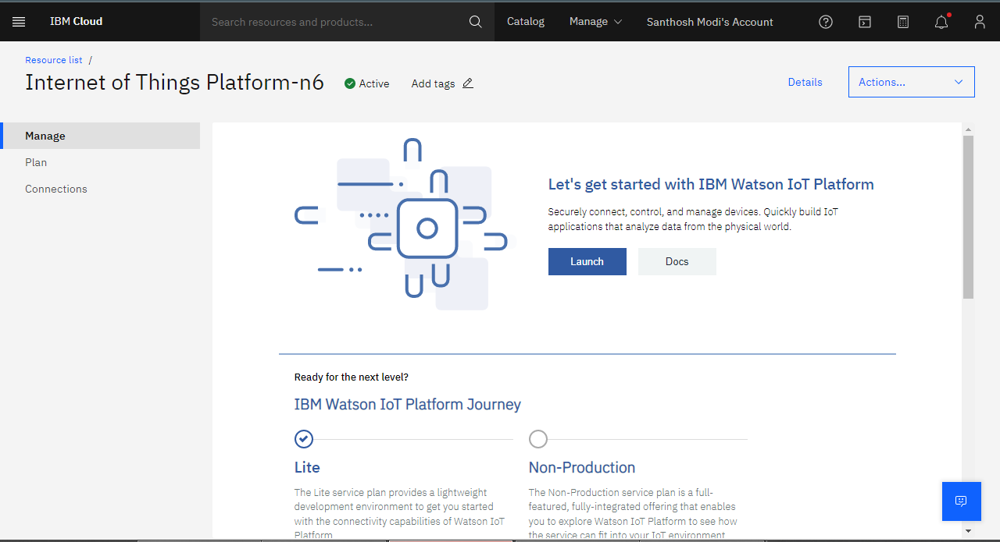 IBM Cloud
Search resources and products...
Catalog
Manage
Santhosh Modi's Account
Resource list /
Internet of Things Platform-n6
Active
Add tags
Details
Actions...
Manage
Plan
Connections
Let's get started with IBM Watson IoT Platform
Securely connect, control, and manage devices. Quickly build IoT
applications that analyze data from the physical world.
Launch
Docs
Ready for the next level?
IBM Watson IoT Platform Journey
Lite
The Lite service plan provides a lightweight
development environment to get you started
with the connectivity capabilities of Watson IoT
Platform
Non-Production
The Non-Production service plan is a full-
featured, fully-integrated offering that enables
you to explore Watson IoT Platform to see how
the service can fit into your IoT environment